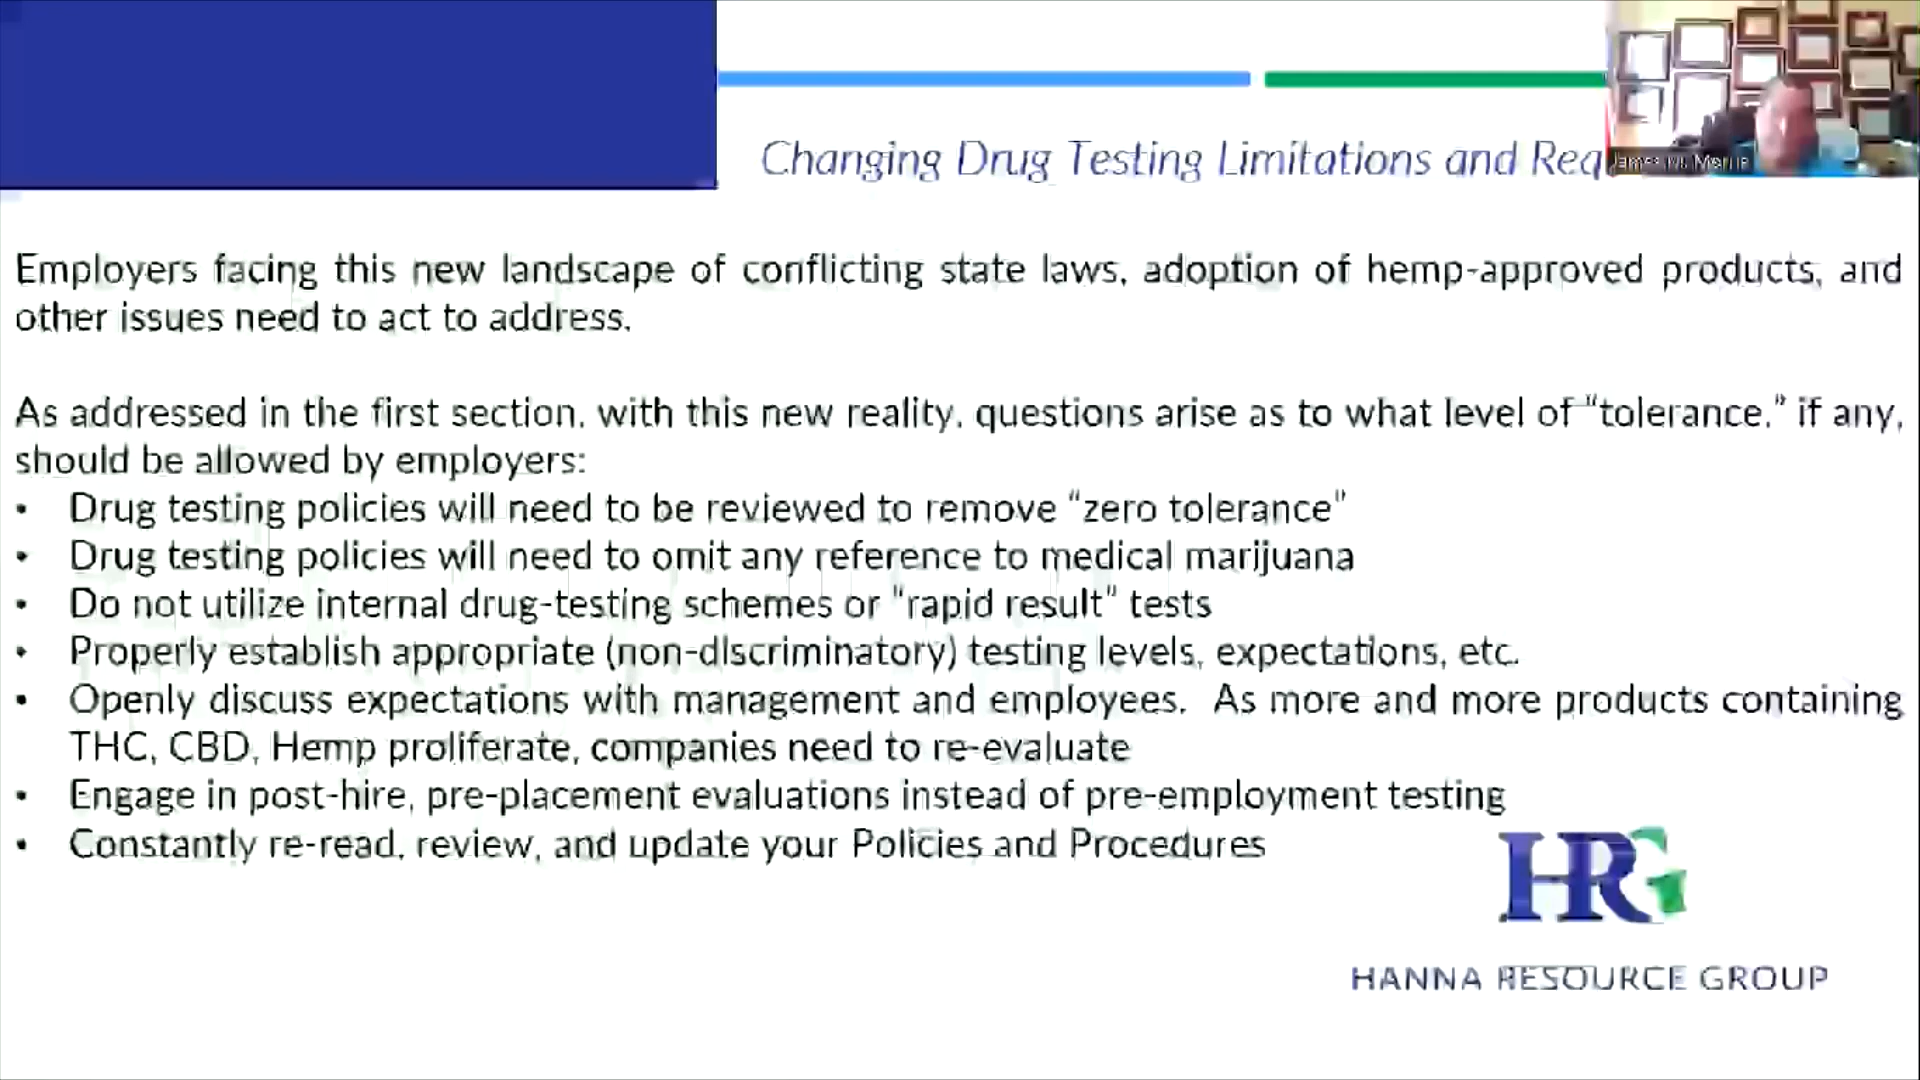 Changing Drug Testing Limitations and Req
Employers facing this new landscape of conflicting state laws, adoption of hemp-approved products, and
other issues need to act to address.
As addressed in the first section, with this new reality, questions arise as to what level of “tolerance,” if any,
should be allowed by employers:
• Drug testing policies will need to be reviewed to remove “zero tolerance”
• Drug testing policies will need to omit any reference to medical marijuana
• Do not utilize internal drug-testing schemes or “rapid result” tests
• Properly establish appropriate (non-discriminatory) testing levels, expectations, etc.
• Openly discuss expectations with management and employees. As more and more products containing
THC, CBD, Hemp proliferate, companies need to re-evaluate
• Engage in post-hire, pre-placement evaluations instead of pre-employment testing
• Constantly re-read, review, and update your Policies and Procedures
HRG
HANNA RESOURCE GROUP